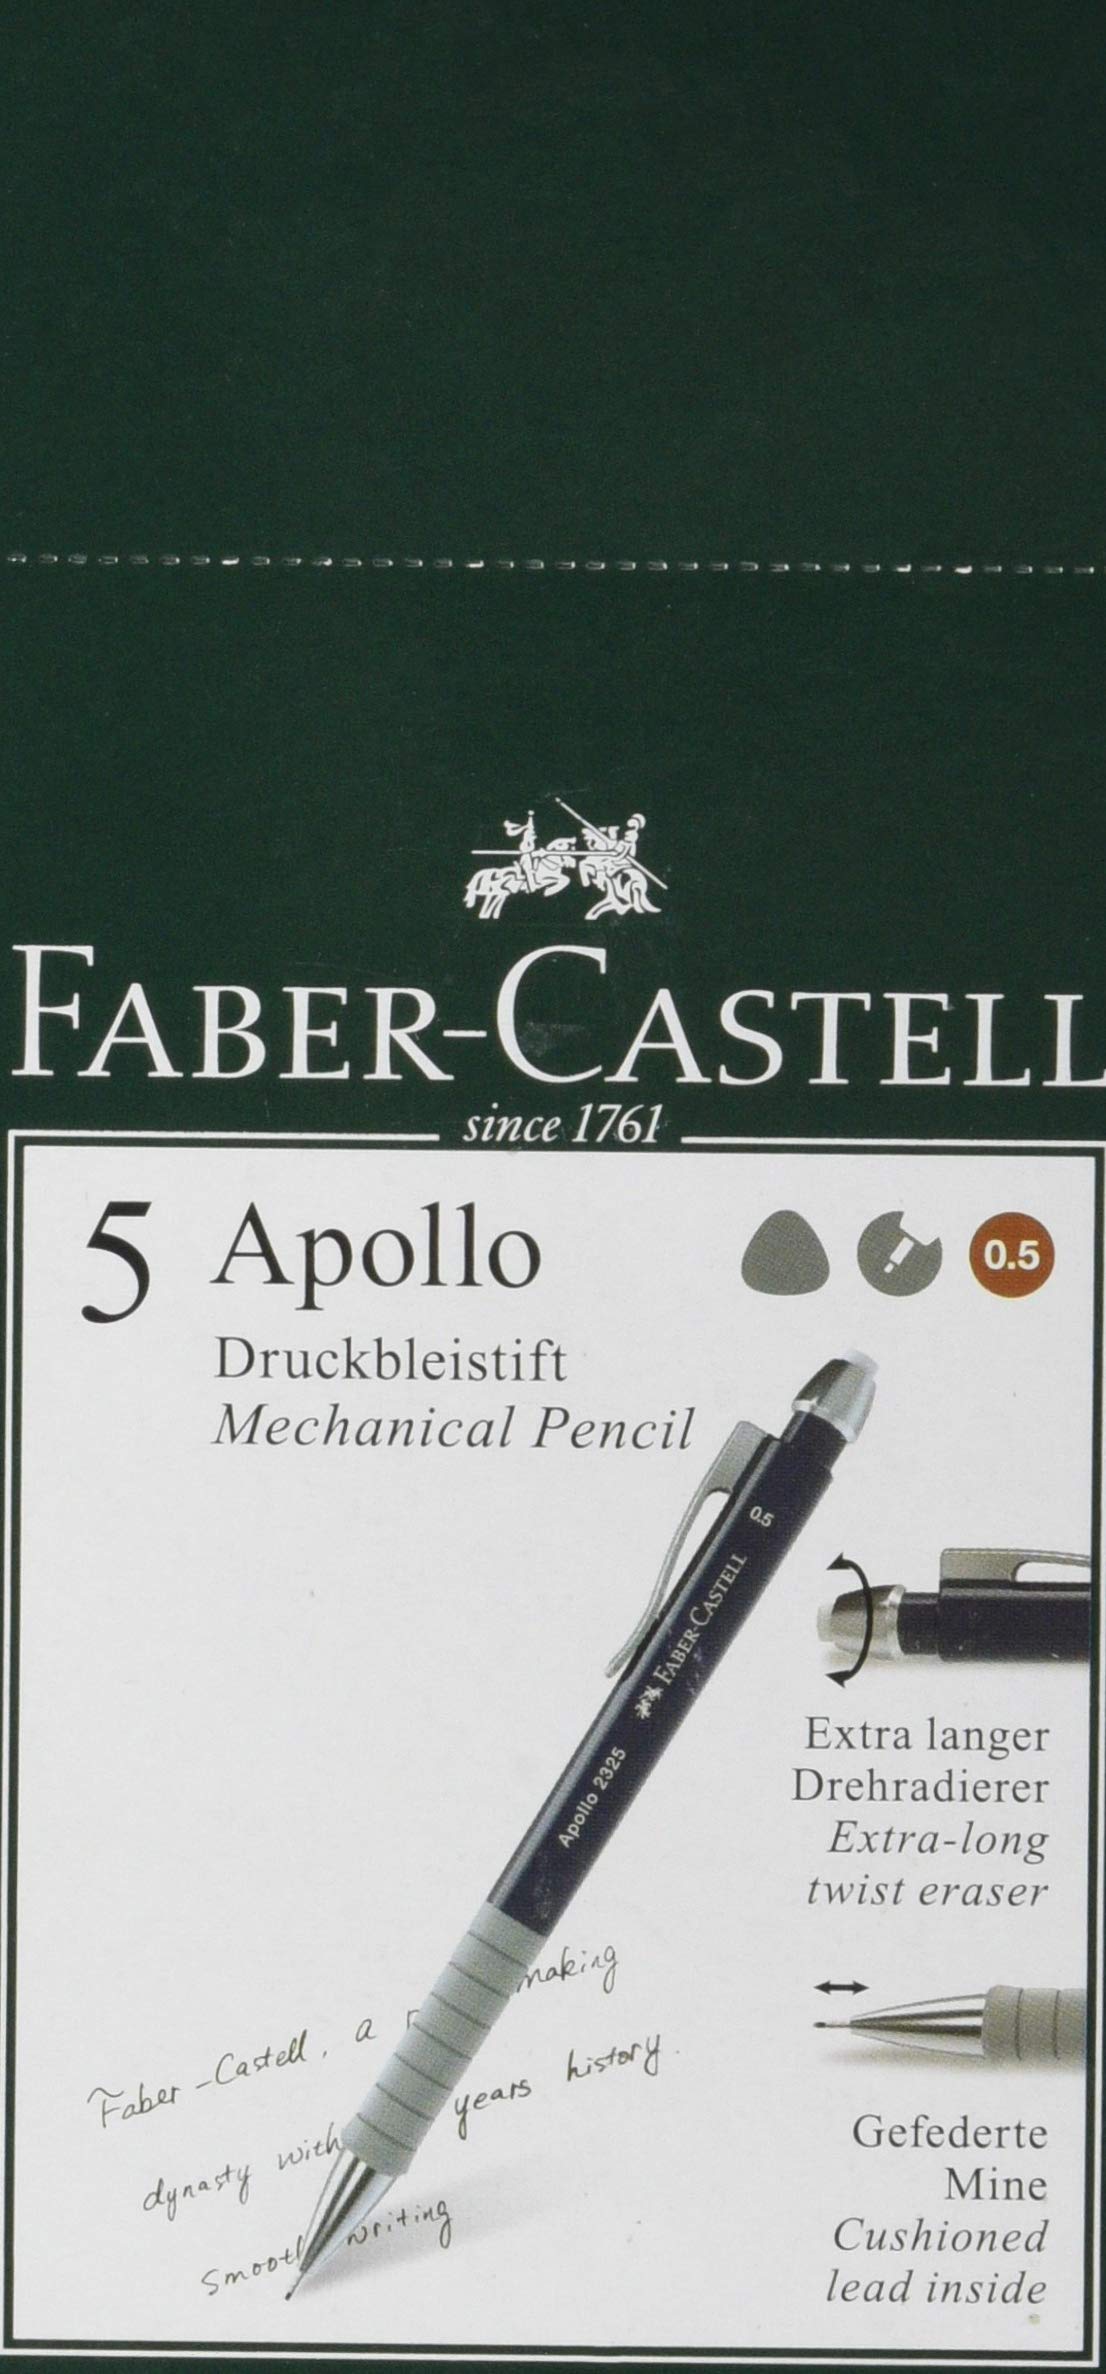 FABER-CASTELL
since 1761
5 Apollo
0.5
Druckbleistift
Mechanical Pencil
0.5
FABER-CASTELL
Apollo 2325
Extra langer
Drehradierer
Extra-long
twist eraser
Faber-Castell, a making
dynasty with years history.
smooth writing
Gefederte
Mine
Cushioned
lead inside